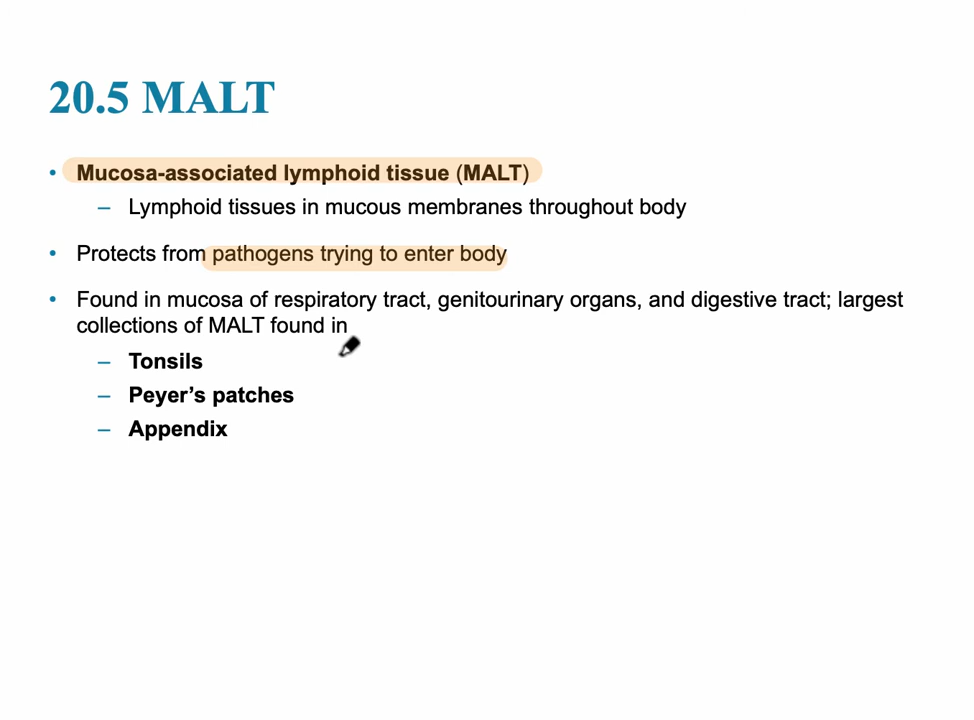 20.5 MALT
• Mucosa-associated lymphoid tissue (MALT)
– Lymphoid tissues in mucous membranes throughout body
• Protects from pathogens trying to enter body
• Found in mucosa of respiratory tract, genitourinary organs, and digestive tract; largest
collections of MALT found in
– Tonsils
– Peyer’s patches
– Appendix